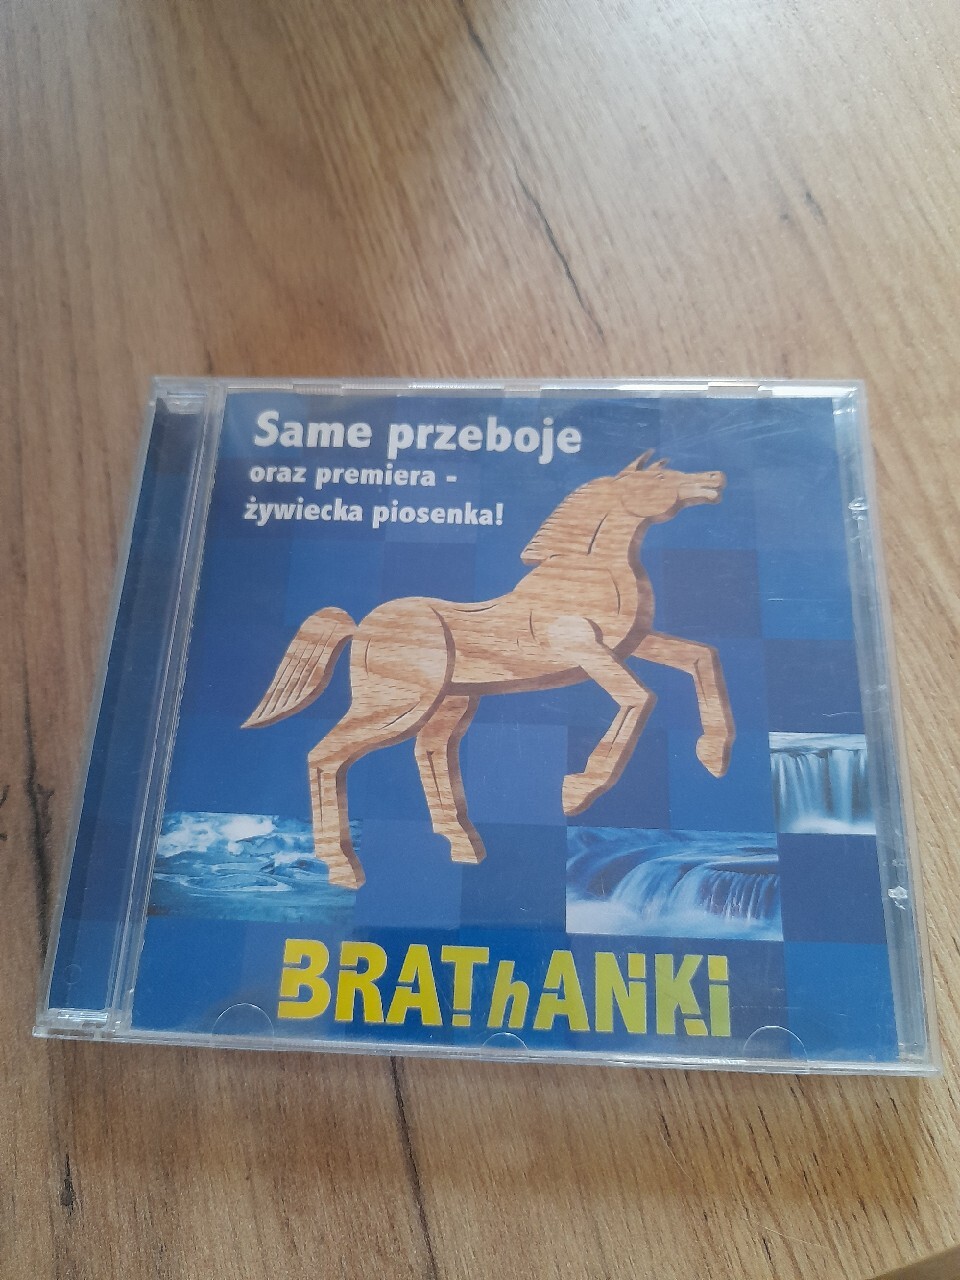 Same przeboje
oraz premiera -
żywiecka piosenka!
BRAThANKI